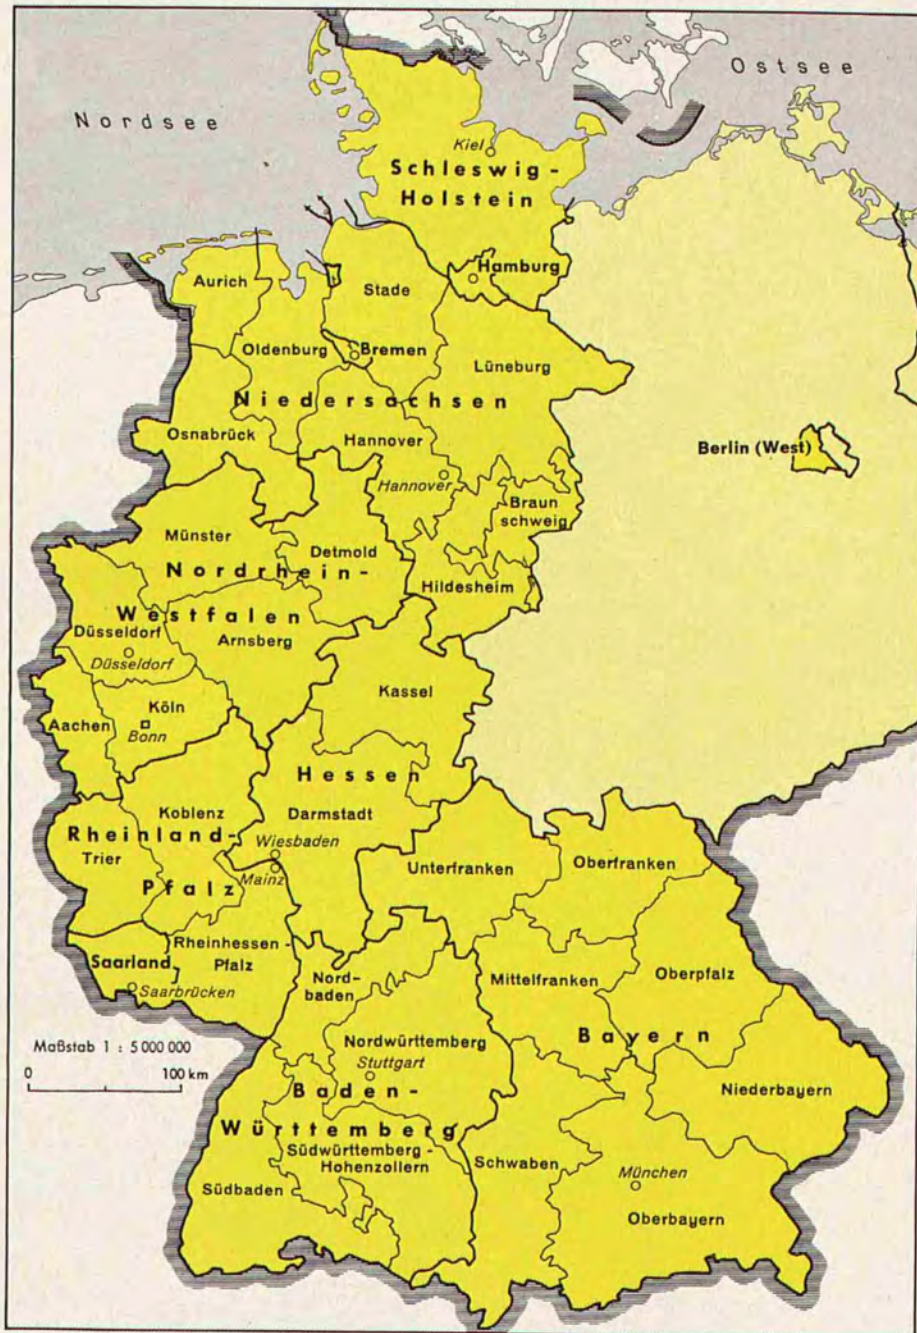 Ostsee
Nordsee
Kiel
Schleswig-
Holstein
Hamburg
Aurich
Stade
Oldenburg
Bremen
Lüneburg
Niedersachsen
Osnabrück
Hannover
Berlin (West)
Hannover
Braun
schweig
Münster
Detmold
Nordrhein-
Hildesheim
Westfalen
Düsseldorf
Arnsberg
Düsseldorf
Kassel
Köln
Aachen
Bonn
Hessen
Koblenz
Darmstadt
Rheinland-
Wiesbaden
Trier
Unterfranken
Oberfranken
Mainz
Pfalz
Rheinhessen-
Pfalz
Saarland
Saarbrücken
Nord-
baden
Mittelfranken
Oberpfalz
Bayern
Nordwürttemberg
Maßstab 1 : 5 000 000
0 100 km
Stuttgart
Baden-
Niederbayern
Württemberg
Südwürttemberg-
Hohenzollern
Schwaben
München
Südbaden
Oberbayern